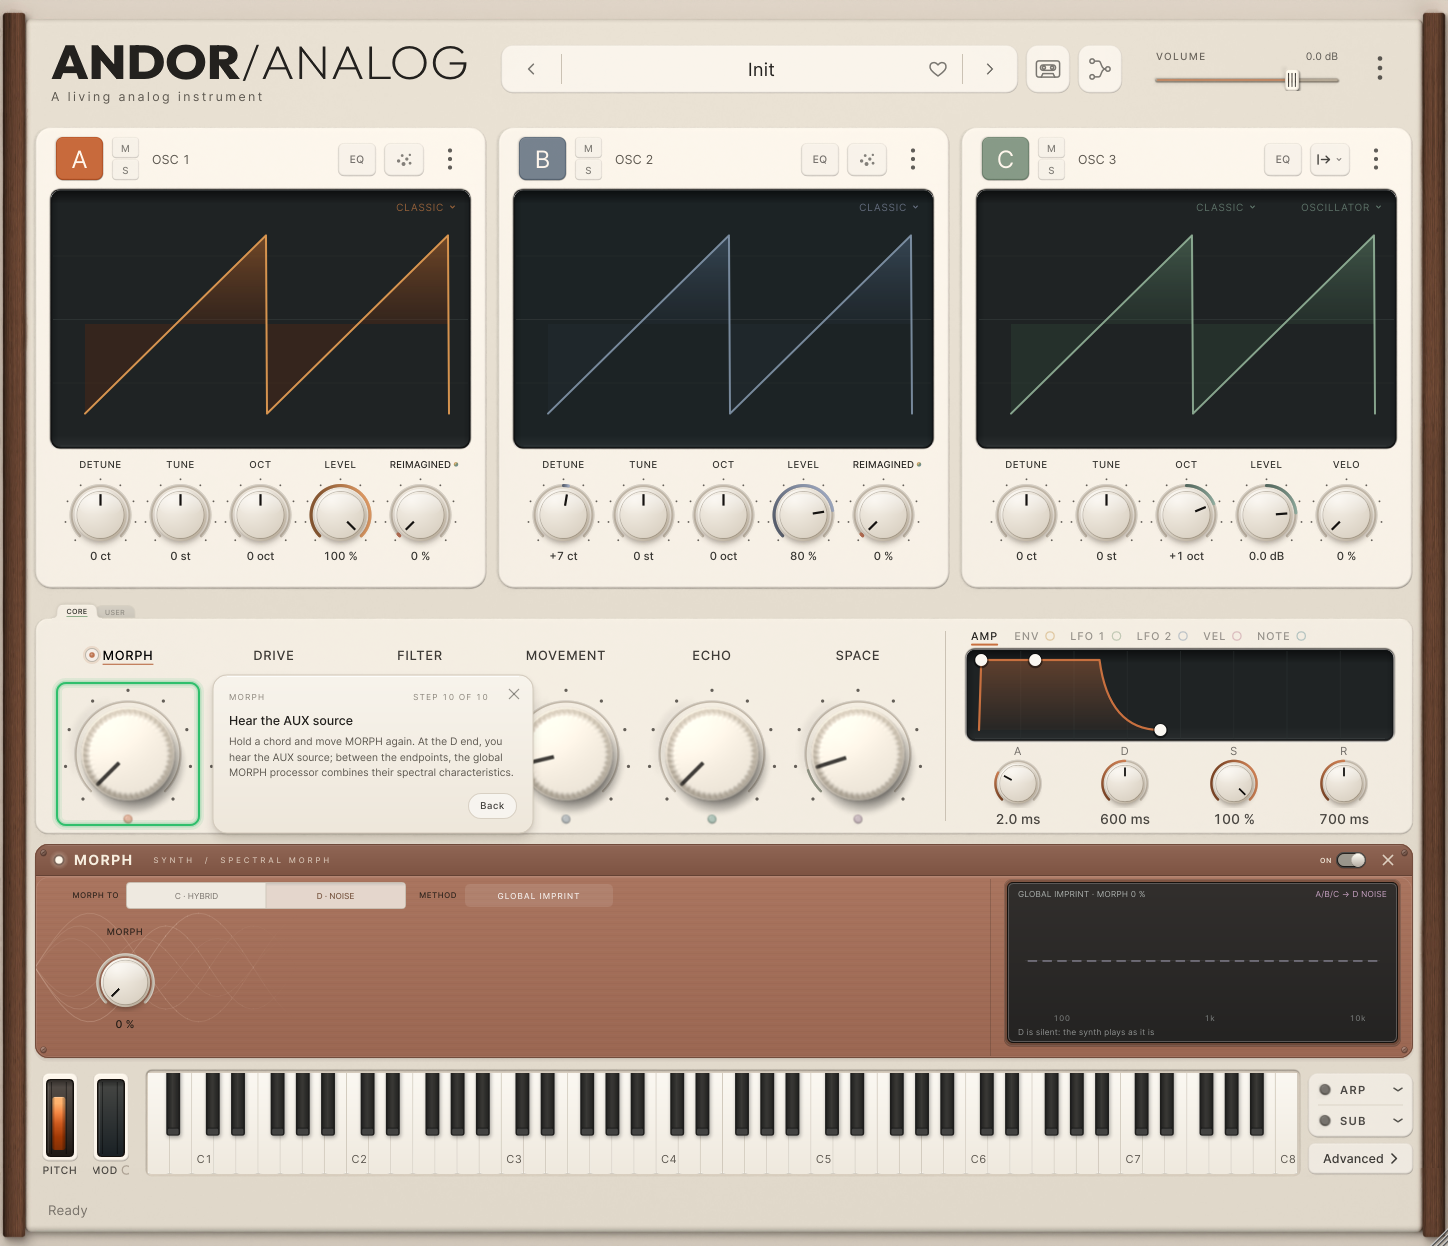 ANDOR/ANALOG
A living analog instrument
Init
VOLUME 0.0 dB
A M S OSC 1 EQ
CLASSIC
DETUNE TUNE OCT LEVEL REIMAGINED
0 ct 0 st 0 oct 100 % 0 %
B M S OSC 2 EQ
CLASSIC
DETUNE TUNE OCT LEVEL REIMAGINED
+7 ct 0 st 0 oct 80 % 0 %
C M S OSC 3 EQ
CLASSIC OSCILLATOR
DETUNE TUNE OCT LEVEL VELO
0 ct 0 st +1 oct 0.0 dB 0 %
CORE USER
MORPH DRIVE FILTER MOVEMENT ECHO SPACE
MORPH STEP 10 OF 10
Hear the AUX source
Hold a chord and move MORPH again. At the D end, you
hear the AUX source; between the endpoints, the global
MORPH processor combines their spectral characteristics.
Back
AMP ENV LFO 1 LFO 2 VEL NOTE
A D S R
2.0 ms 600 ms 100 % 700 ms
MORPH SYNTH / SPECTRAL MORPH ON
MORPH TO C · HYBRID D · NOISE METHOD GLOBAL IMPRINT
MORPH
0 %
GLOBAL IMPRINT · MORPH 0 % A/B/C → D NOISE
100 1k 10k
D is silent: the synth plays as it is
PITCH MOD
C1 C2 C3 C4 C5 C6 C7 C8
ARP
SUB
Advanced
Ready